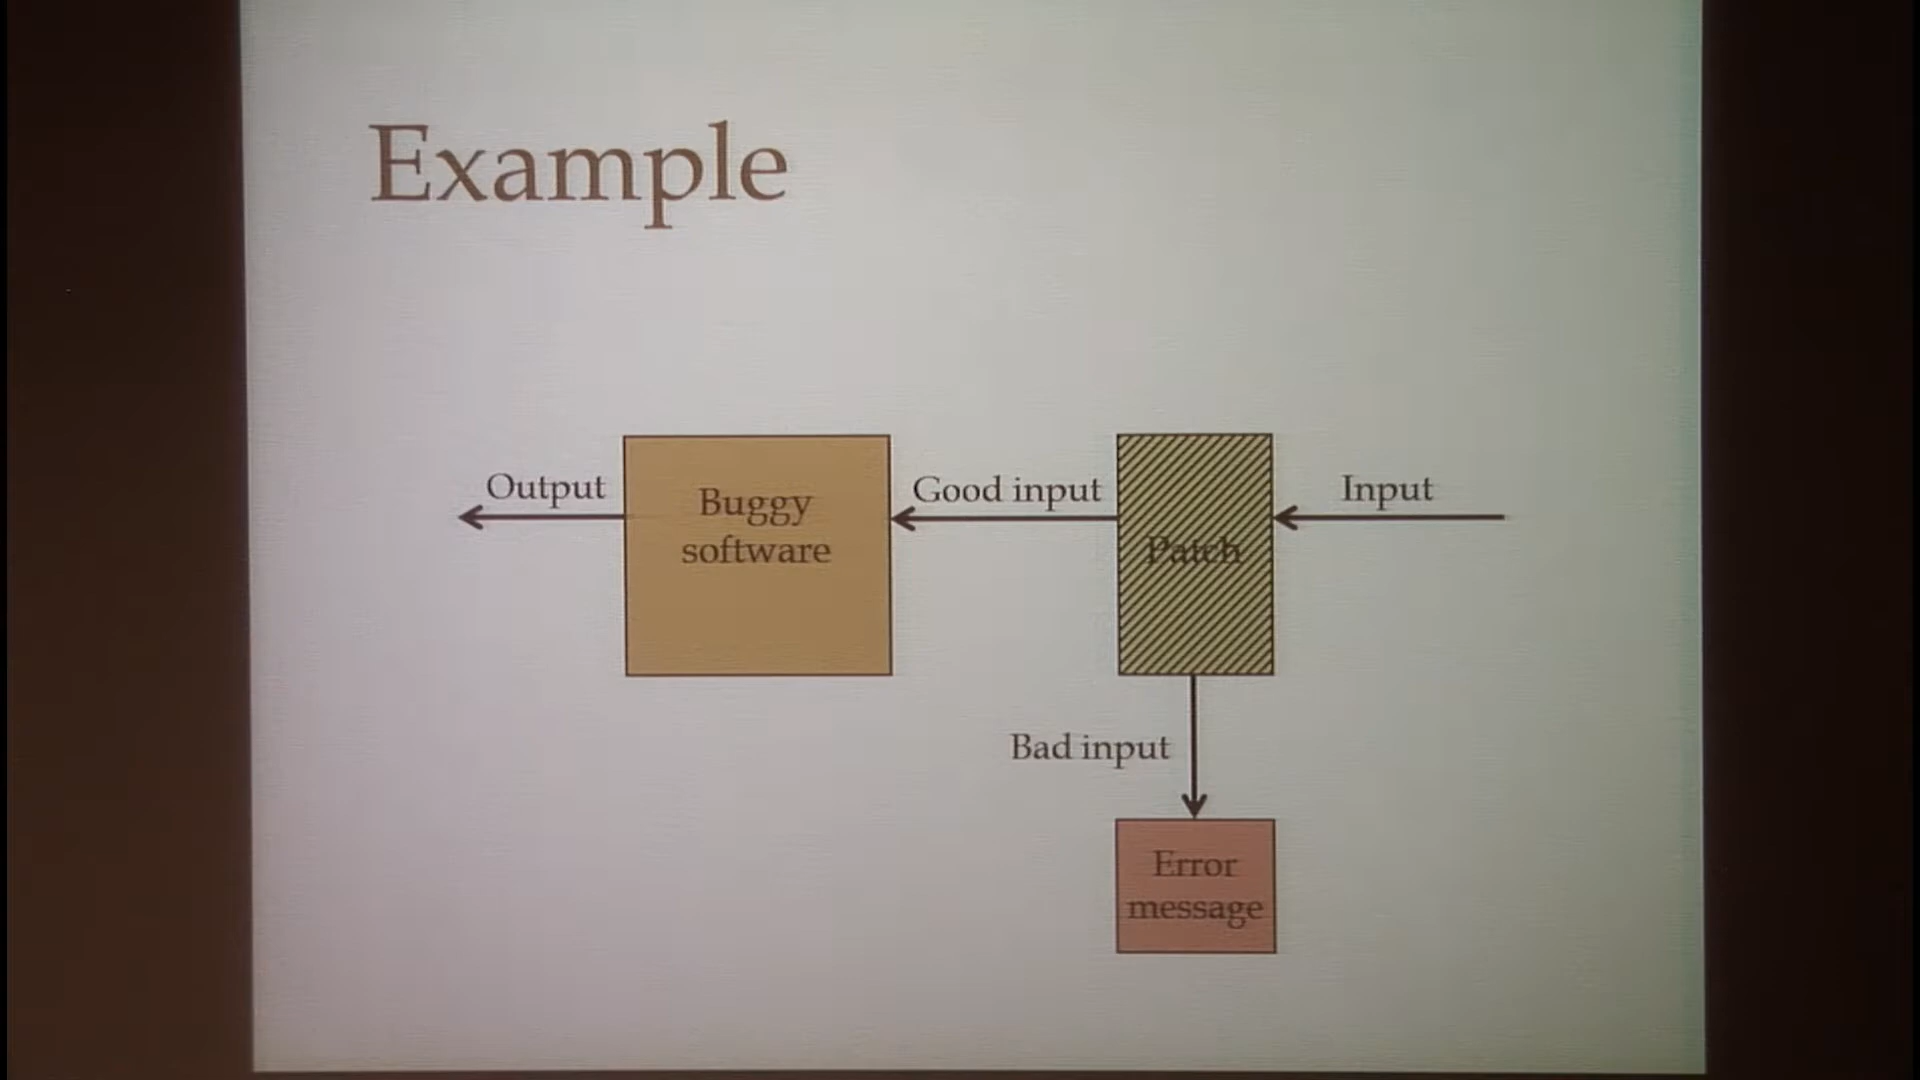 Example
Output
Buggy
software
Good input
Patch
Input
Bad input
Error
message